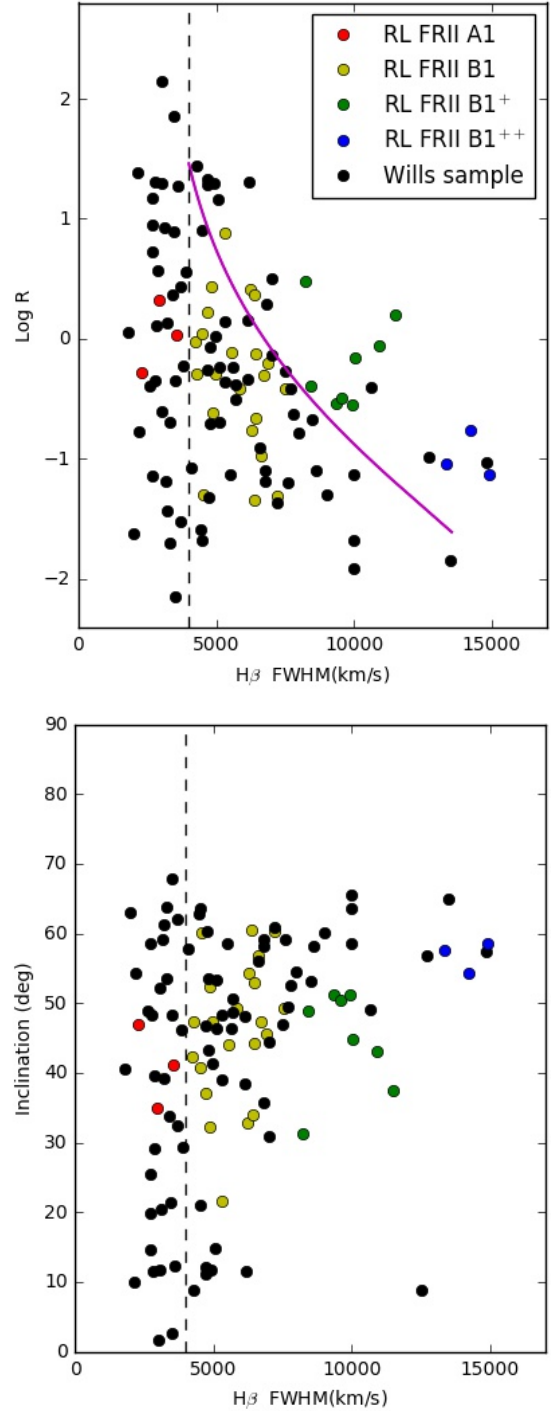 RL FRII A1
RL FRII B1
RL FRII B1⁺
RL FRII B1⁺⁺
Wills sample
2
1
0
−1
−2
Log R
0 5000 10000 15000
Hβ FWHM(km/s)
90
80
70
60
50
40
30
20
10
0
Inclination (deg)
0 5000 10000 15000
Hβ FWHM(km/s)